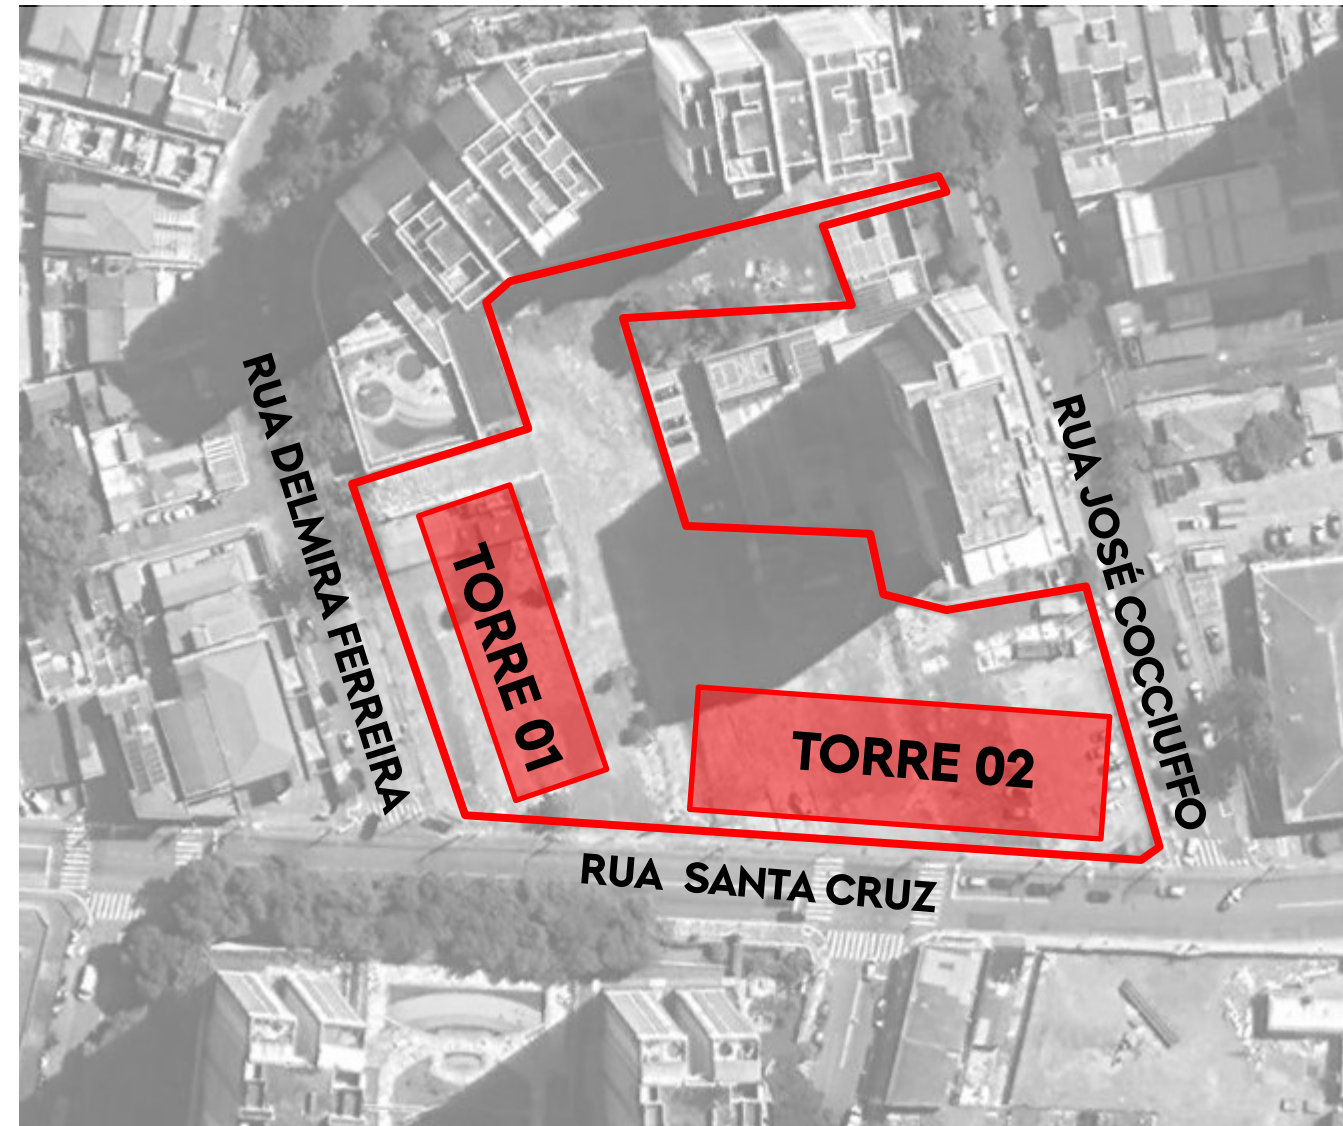 RUA DELMIRA FERREIRA
RUA JOSÉ COCCIUFFO
TORRE 01
TORRE 02
RUA SANTA CRUZ